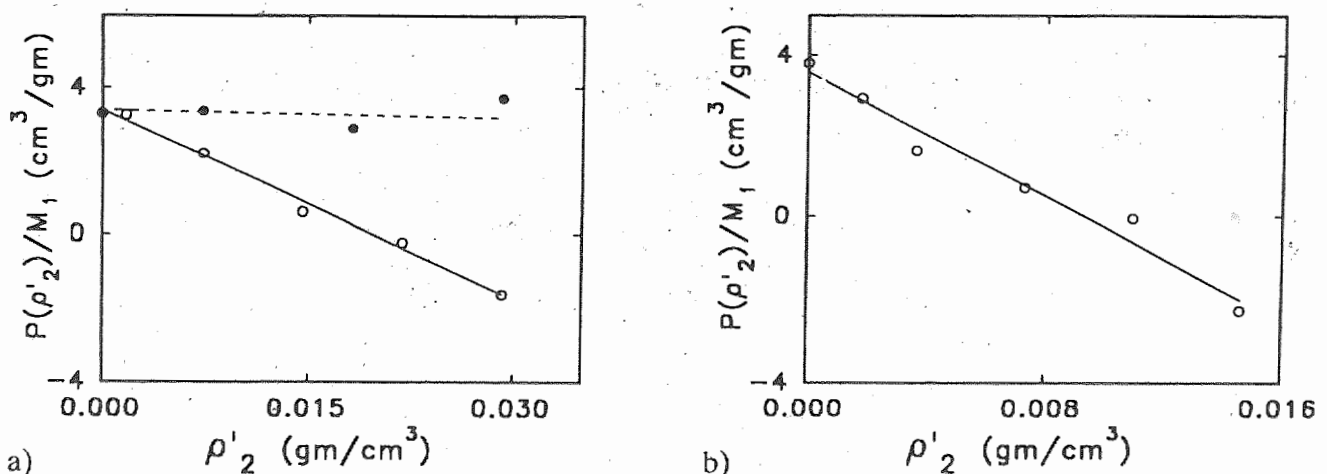 P(ρ'₂)/M₁ (cm³/gm)
4
0
−4
0.000 0.015 0.030
ρ'₂ (gm/cm³)
a)
P(ρ'₂)/M₁ (cm³/gm)
4
0
−4
0.000 0.008 0.016
ρ'₂ (gm/cm³)
b)